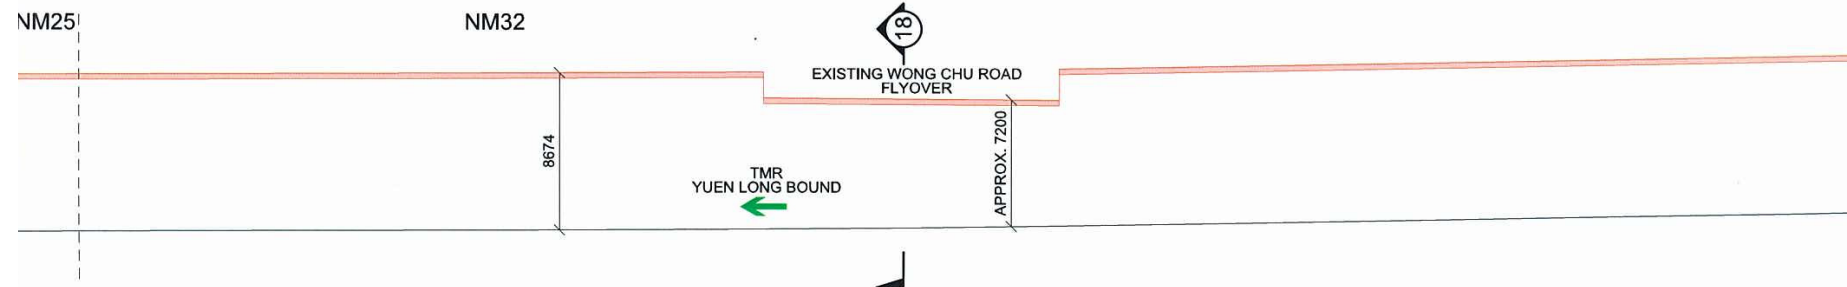 NM25
NM32
18
EXISTING WONG CHU ROAD
FLYOVER
8674
APPROX. 7200
TMR
YUEN LONG BOUND